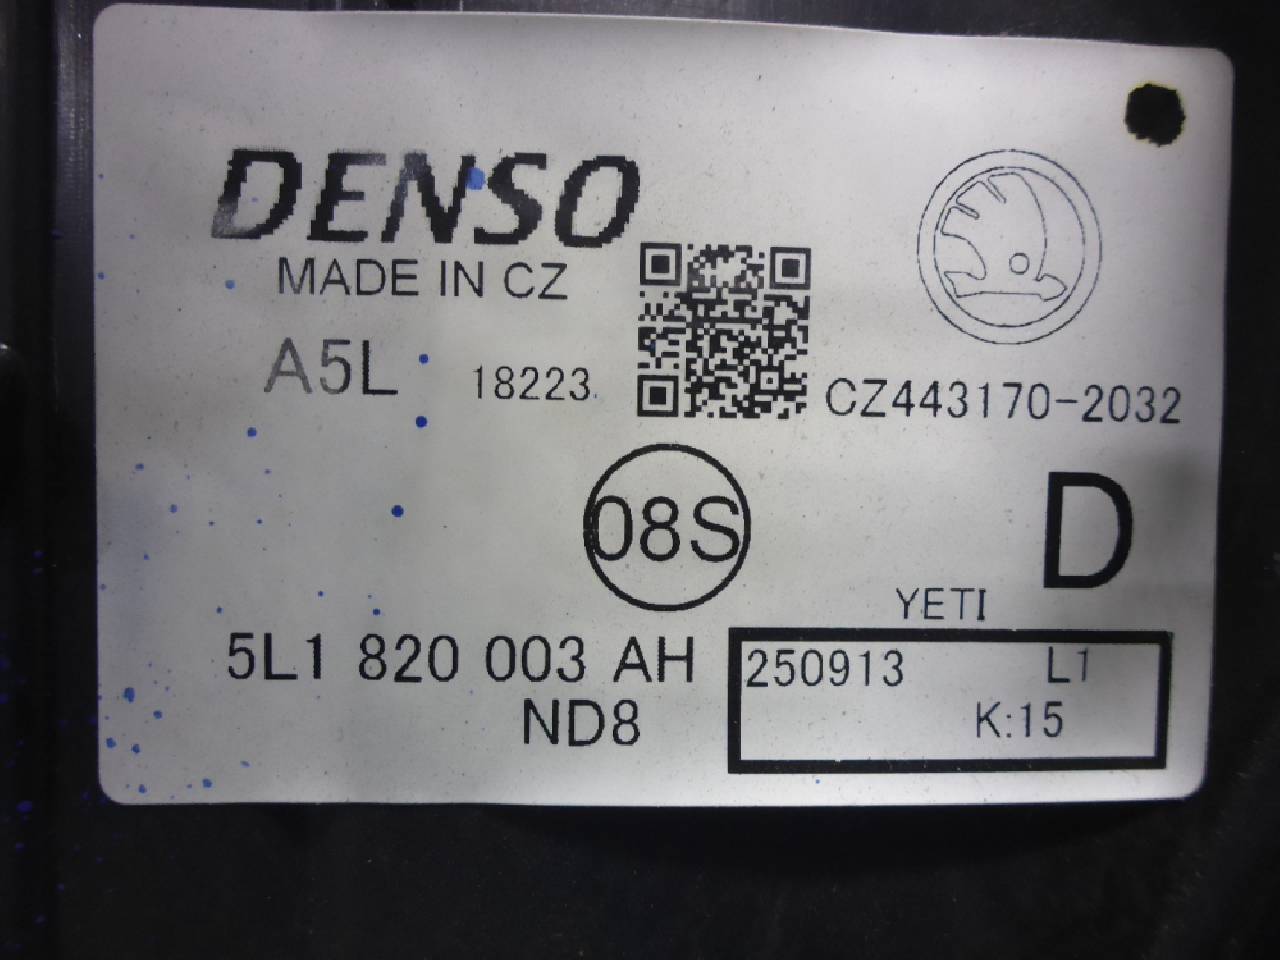 DENSO
MADE IN CZ
A5L 18223
CZ443170-2032
08S
D
YETI
5L1 820 003 AH
ND8
250913 L1
K:15